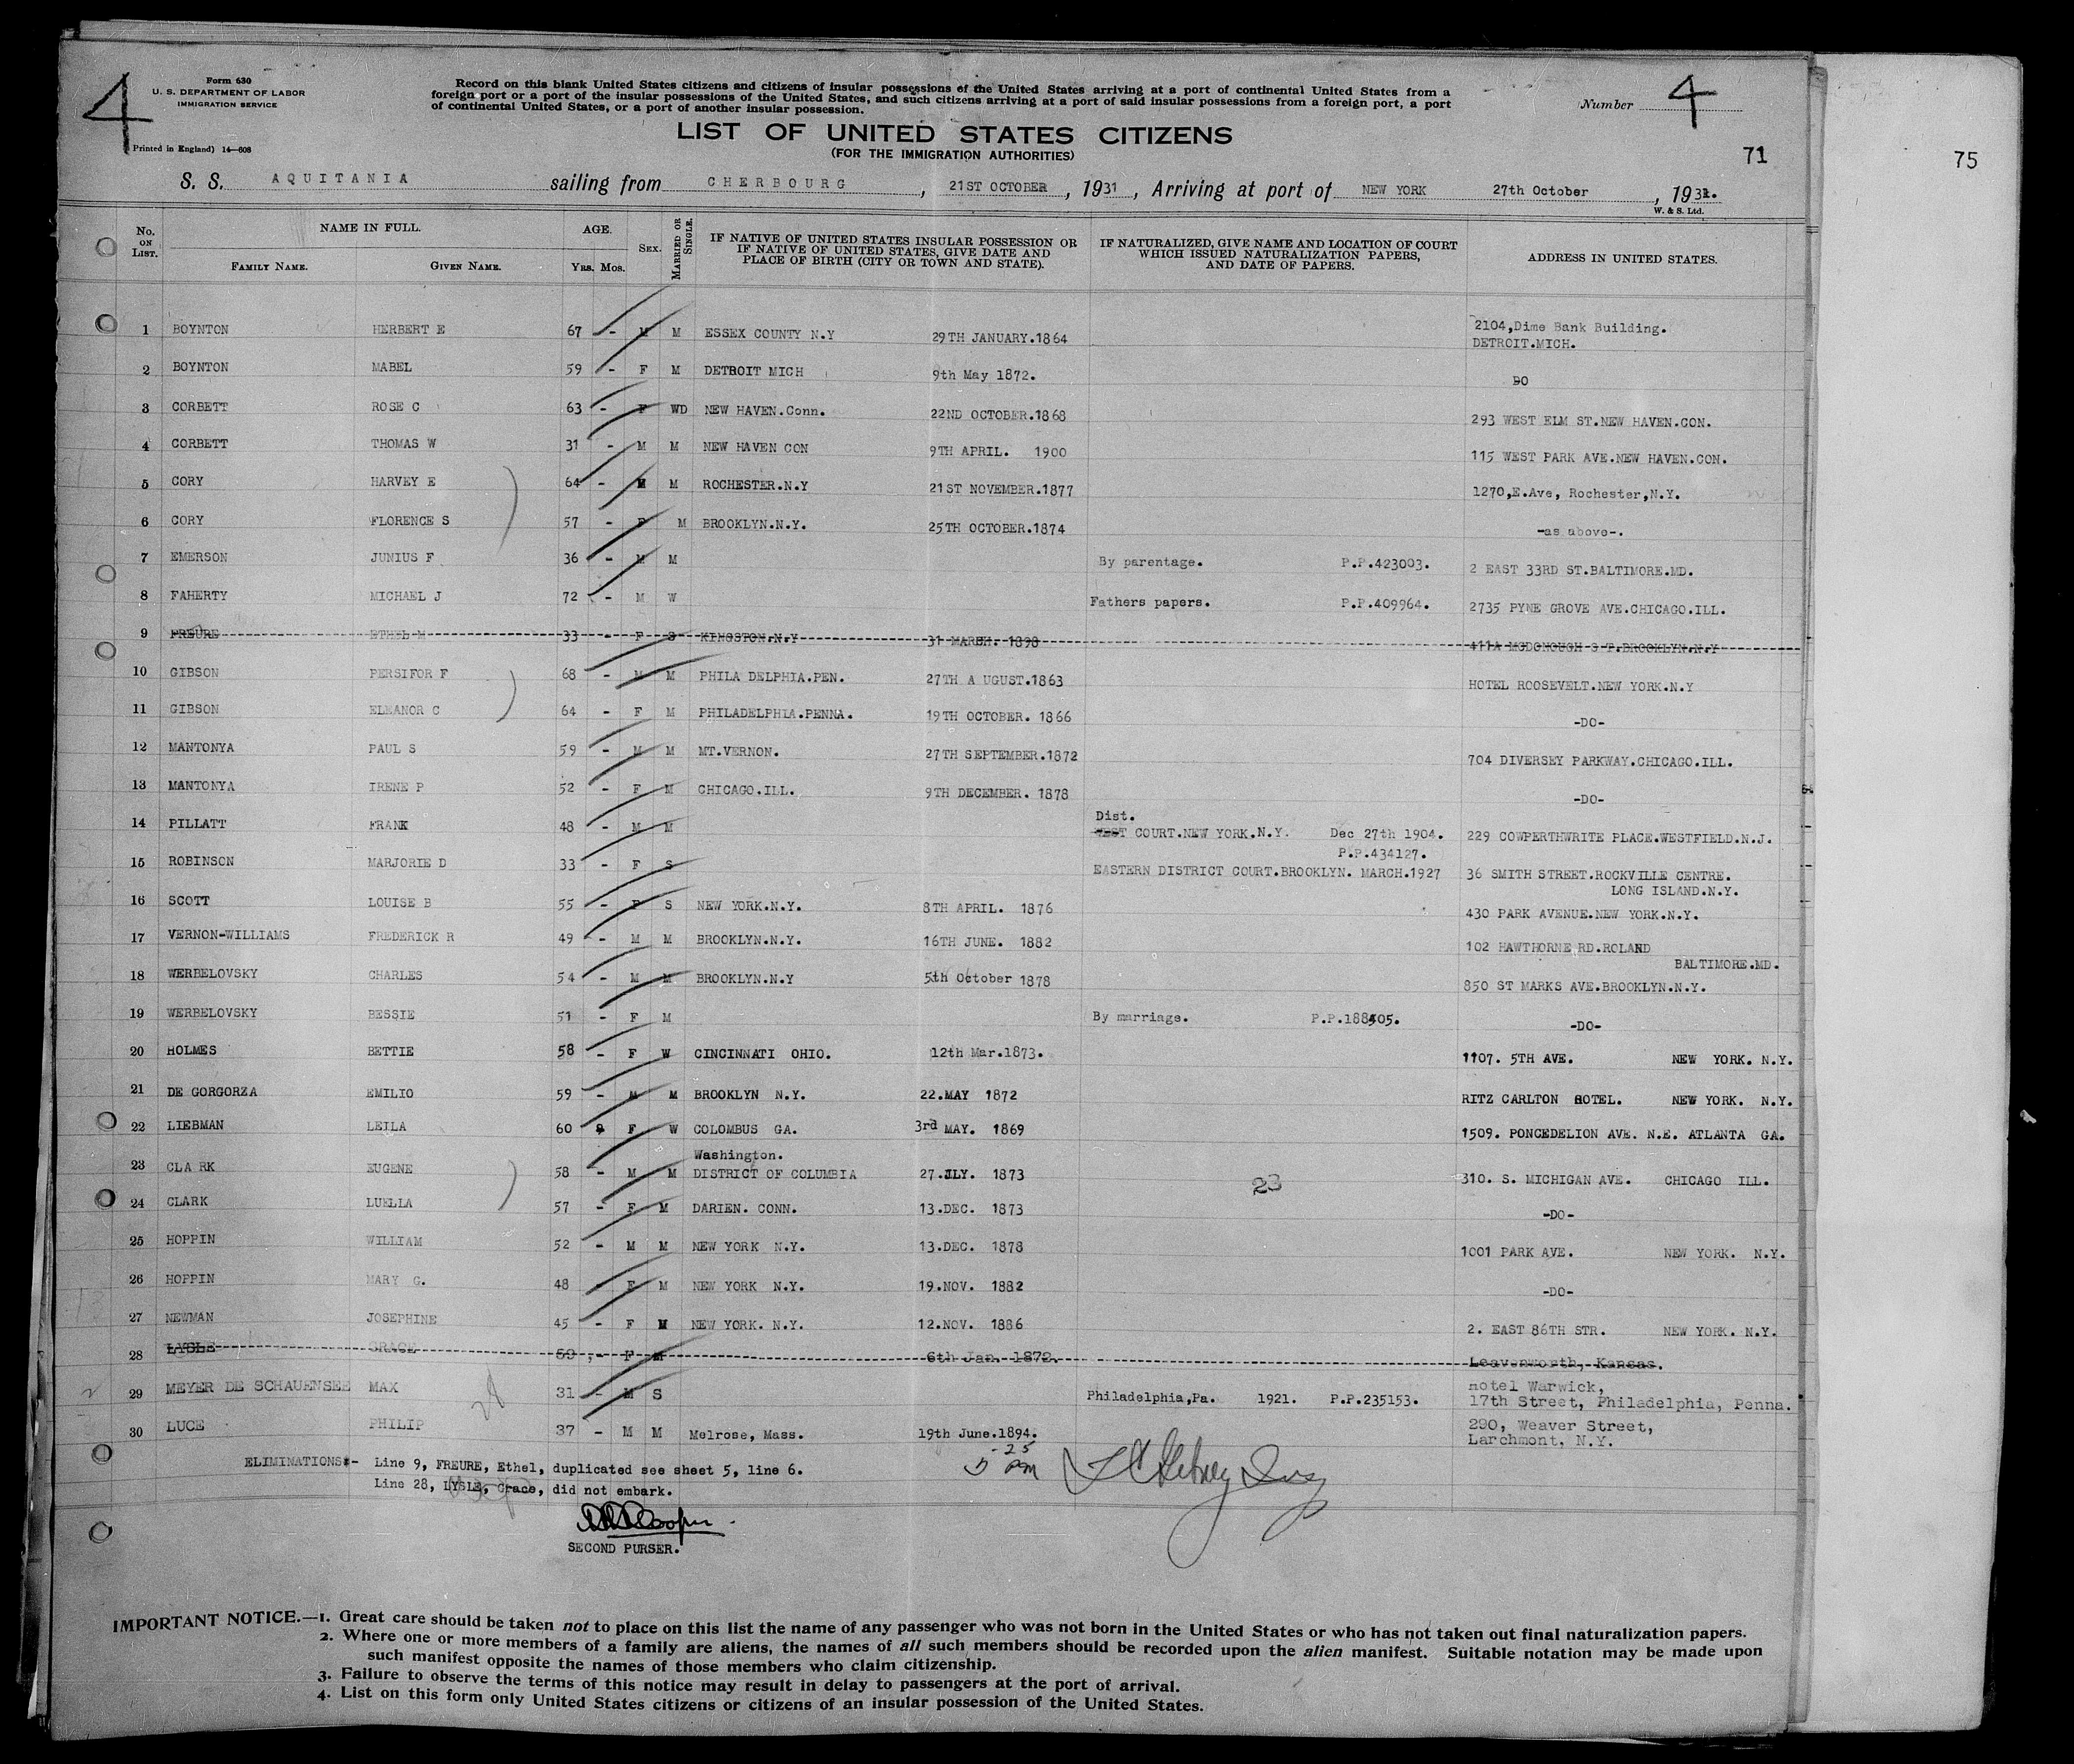 4
Form 630
U. S. DEPARTMENT OF LABOR
IMMIGRATION SERVICE
Printed in England) 14—608
Record on this blank United States citizens and citizens of insular possessions of the United States arriving at a port of continental United States from a
foreign port or a port of the insular possessions of the United States, and such citizens arriving at a port of said insular possessions from a foreign port, a port
of continental United States, or a port of another insular possession.
Number 4
LIST OF UNITED STATES CITIZENS
(FOR THE IMMIGRATION AUTHORITIES)
71
75
S. S. AQUITANIA sailing from CHERBOURG, 21ST OCTOBER, 1931, Arriving at port of NEW YORK 27th October, 1931.
W. & S. Ltd.
No. ON LIST. NAME IN FULL. FAMILY NAME. GIVEN NAME. AGE. YRS. MOS. SEX. MARRIED OR SINGLE. IF NATIVE OF UNITED STATES INSULAR POSSESSION OR IF NATIVE OF UNITED STATES, GIVE DATE AND PLACE OF BIRTH (CITY OR TOWN AND STATE). IF NATURALIZED, GIVE NAME AND LOCATION OF COURT WHICH ISSUED NATURALIZATION PAPERS, AND DATE OF PAPERS. ADDRESS IN UNITED STATES.
1 BOYNTON HERBERT E 67 - M M ESSEX COUNTY N.Y 29TH JANUARY.1864 2104,Dime Bank Building.
DETROIT.MICH.
2 BOYNTON MABEL 59 - F M DETROIT MICH 9th May 1872. DO
3 CORBETT ROSE C 63 - F WD NEW HAVEN.Conn. 22ND OCTOBER.1868 293 WEST ELM ST.NEW HAVEN.CON.
4 CORBETT THOMAS W 31 - M M NEW HAVEN CON 9TH APRIL. 1900 115 WEST PARK AVE.NEW HAVEN.CON.
5 CORY HARVEY E 64 - M M ROCHESTER.N.Y 21ST NOVEMBER.1877 1270,E.Ave, Rochester,N.Y.
6 CORY FLORENCE S 57 - F M BROOKLYN.N.Y. 25TH OCTOBER.1874 -as above-.
7 EMERSON JUNIUS F 36 - M M By parentage. P.P.423003. 2 EAST 33RD ST.BALTIMORE.MD.
8 FAHERTY MICHAEL J 72 - M W Fathers papers. P.P.409964. 2735 PYNE GROVE AVE.CHICAGO.ILL.
9 FREURE ETHEL M 33 - F S KINGSTON.N.Y 31 MARCH. 1898 411A MCDONOUGH S T.BROOKLYN.N.Y
10 GIBSON PERSIFOR F 68 - M M PHILA DELPHIA.PEN. 27TH A UGUST.1863 HOTEL ROOSEVELT.NEW YORK.N.Y
11 GIBSON ELEANOR C 64 - F M PHILADELPHIA.PENNA. 19TH OCTOBER. 1866 -DO-
12 MANTONYA PAUL S 59 - M M MT.VERNON. 27TH SEPTEMBER.1872 704 DIVERSEY PARKWAY.CHICAGO.ILL.
13 MANTONYA IRENE P 52 - F M CHICAGO.ILL. 9TH DECEMBER. 1878 -DO-
Dist.
14 PILLATT FRANK 48 - M M WEST COURT.NEW YORK.N.Y. Dec 27th 1904. 229 COWPERTHWRITE PLACE.WESTFIELD.N.J.
P.P.434127.
15 ROBINSON MARJORIE D 33 - F S EASTERN DISTRICT COURT.BROOKLYN. MARCH.1927 36 SMITH STREET.ROCKVILLE CENTRE.
LONG ISLAND.N.Y.
16 SCOTT LOUISE B 55 - F S NEW YORK.N.Y. 8TH APRIL. 1876 430 PARK AVENUE.NEW YORK.N.Y.
17 VERNON-WILLIAMS FREDERICK R 49 - M M BROOKLYN.N.Y. 16TH JUNE. 1882 102 HAWTHORNE RD.ROLAND
BALTIMORE.MD.
18 WERBELOVSKY CHARLES 54 - M M BROOKLYN.N.Y 5th October 1878 850 ST MARKS AVE.BROOKLYN.N.Y.
19 WERBELOVSKY BESSIE 51 - F M By marriage. P.P.188505. -DO-
20 HOLMES BETTIE 58 - F W CINCINNATI OHIO. 12th Mar.1873. 1107. 5TH AVE. NEW YORK. N.Y.
21 DE GORGORZA EMILIO 59 - M M BROOKLYN N.Y. 22.MAY 1872 RITZ CARLTON HOTEL. NEW YORK. N.Y.
22 LIEBMAN LEILA 60 F W COLOMBUS GA. 3rd MAY. 1869 1509. PONCEDELION AVE. N.E. ATLANTA GA.
Washington.
23 CLA RK EUGENE 58 - M M DISTRICT OF COLUMBIA 27.JLY. 1873 23 310. S. MICHIGAN AVE. CHICAGO ILL.
24 CLARK LUELLA 57 - F M DARIEN. CONN. 13.DEC. 1873 -DO-
25 HOPPIN WILLIAM 52 - M M NEW YORK N.Y. 13.DEC. 1878 1001 PARK AVE. NEW YORK. N.Y.
26 HOPPIN MARY G. 48 - F M NEW YORK N.Y. 19.NOV. 1882 -DO-
27 NEWMAN JOSEPHINE 45 - F M NEW YORK. N.Y. 12.NOV. 1886 2. EAST 86TH STR. NEW YORK. N.Y.
28 LYSLE GRACE 59 - F M 6th Jan. 1872. Leavenworth, Kansas.
29 MEYER DE SCHAUENSEE MAX 31 - M S Philadelphia,Pa. 1921. P.P.235153. Hotel Warwick,
17th Street, Philadelphia, Penna.
30 LUCE PHILIP 37 - M M Melrose, Mass. 19th June.1894. 290, Weaver Street,
Larchmont, N.Y.
ELIMINATIONS:- Line 9, FREURE, Ethel, duplicated see sheet 5, line 6.
Line 28, LYSLE, Grace, did not embark.
5 - 25 PM
SECOND PURSER.
IMPORTANT NOTICE.—1. Great care should be taken not to place on this list the name of any passenger who was not born in the United States or who has not taken out final naturalization papers.
2. Where one or more members of a family are aliens, the names of all such members should be recorded upon the alien manifest. Suitable notation may be made upon
such manifest opposite the names of those members who claim citizenship.
3. Failure to observe the terms of this notice may result in delay to passengers at the port of arrival.
4. List on this form only United States citizens or citizens of an insular possession of the United States.